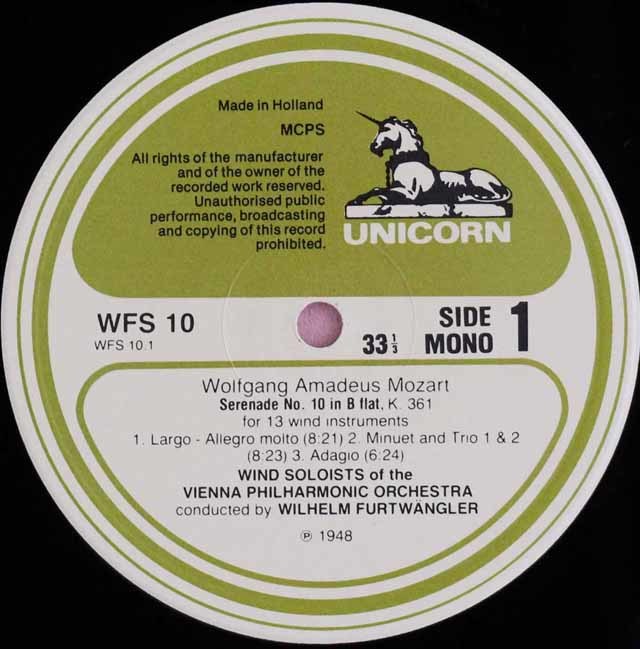 Made in Holland
MCPS
All rights of the manufacturer
and of the owner of the
recorded work reserved.
Unauthorised public
performance, broadcasting
and copying of this record
prohibited.
UNICORN
WFS 10
WFS 10.1
33⅓
SIDE 1
MONO
Wolfgang Amadeus Mozart
Serenade No. 10 in B flat, K. 361
for 13 wind instruments
1. Largo - Allegro molto (8:21) 2. Minuet and Trio 1 & 2
(8:23) 3. Adagio (6:24)
WIND SOLOISTS of the
VIENNA PHILHARMONIC ORCHESTRA
conducted by WILHELM FURTWÄNGLER
℗ 1948